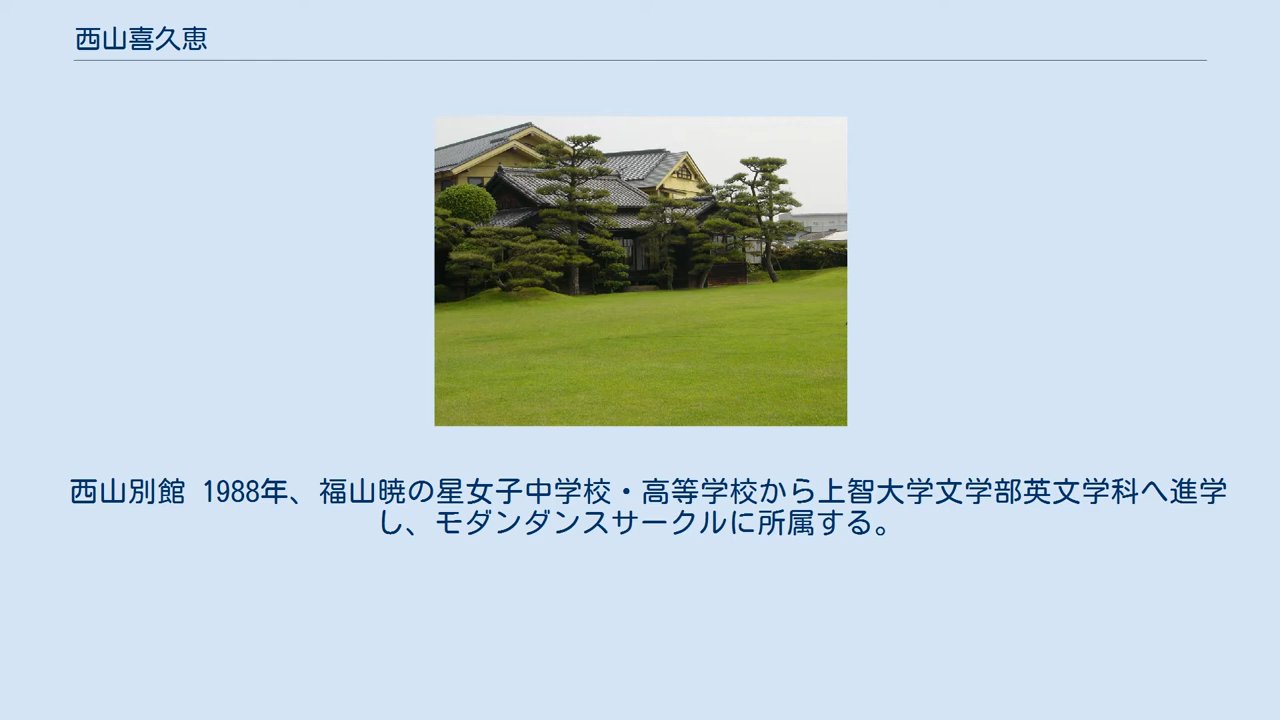 西山喜久恵
西山別館 1988年、福山暁の星女子中学校・高等学校から上智大学文学部英文学科へ進学
し、モダンダンスサークルに所属する。